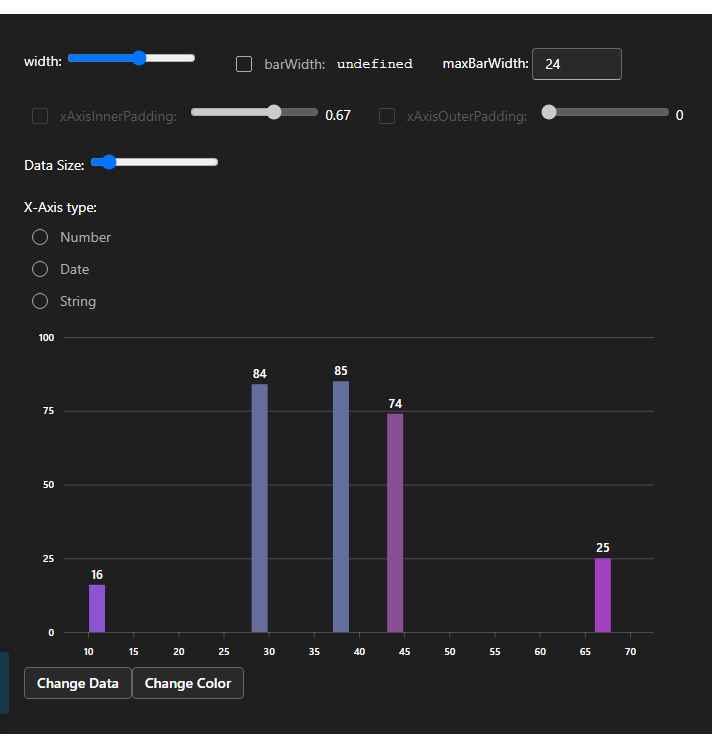 width: barWidth: undefined maxBarWidth: 24
xAxisInnerPadding: 0.67 xAxisOuterPadding: 0
Data Size:
X-Axis type:
Number
Date
String
100
84 85
75 74
50
25 25
16
0
10 15 20 25 30 35 40 45 50 55 60 65 70
Change Data Change Color